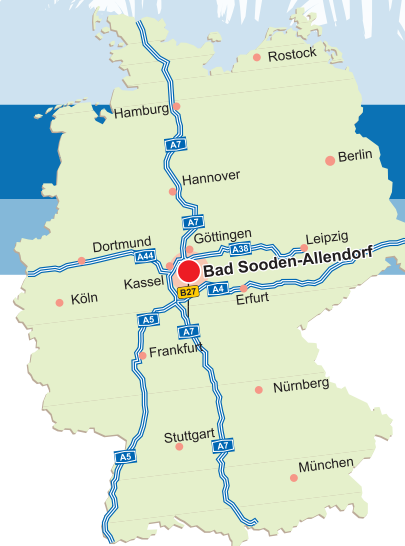 Rostock
Hamburg
A7
Berlin
Hannover
A7
Göttingen
Dortmund
A44
A38
Leipzig
Bad Sooden-Allendorf
Kassel
B27
A4
Erfurt
Köln
A5
A7
Frankfurt
Nürnberg
Stuttgart
A7
A5
München